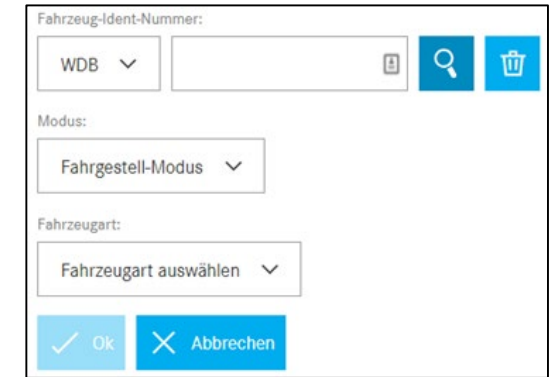 Fahrzeug-Ident-Nummer:
WDB
Modus:
Fahrgestell-Modus
Fahrzeugart:
Fahrzeugart auswählen
Ok Abbrechen